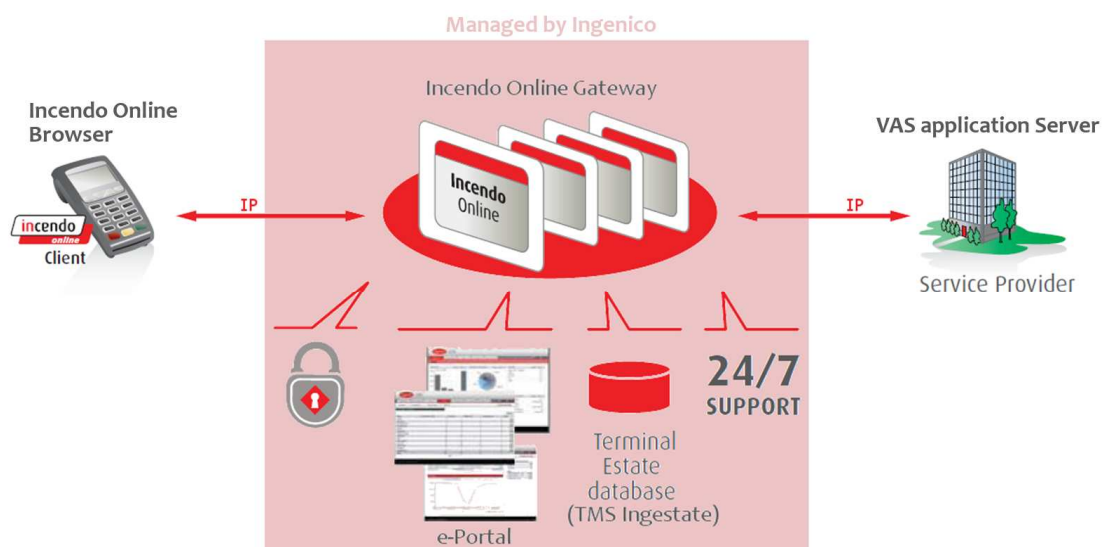 Managed by Ingenico
Incendo Online Gateway
Incendo Online
Browser
incendo
online
Client
IP
Incendo
Online
IP
VAS application Server
Service Provider
24/7
SUPPORT
Terminal
Estate
database
(TMS Ingestate)
e-Portal